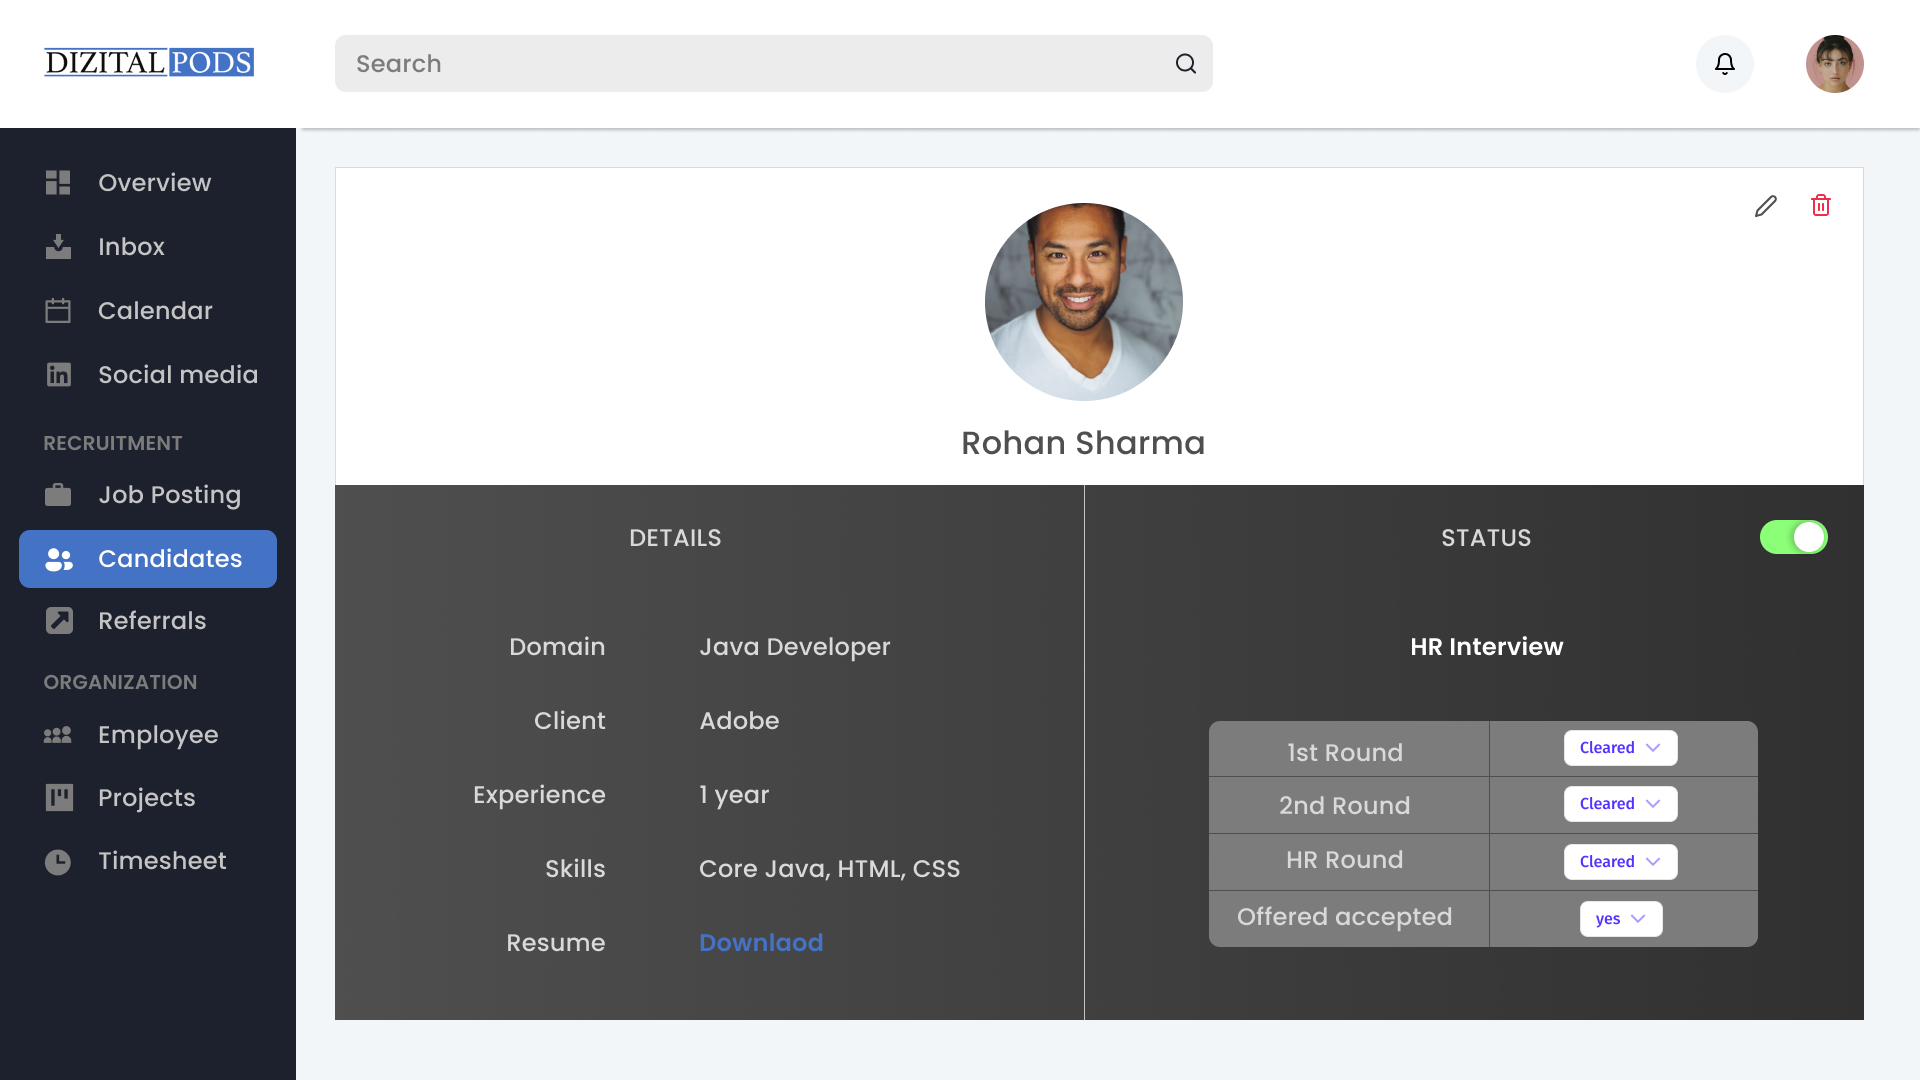 DIZITAL PODS
Search
Overview
Inbox
Calendar
Social media
RECRUITMENT
Job Posting
Candidates
Referrals
ORGANIZATION
Employee
Projects
Timesheet
Rohan Sharma
DETAILS
Domain Java Developer
Client Adobe
Experience 1 year
Skills Core Java, HTML, CSS
Resume Downlaod
STATUS
HR Interview
1st Round Cleared
2nd Round Cleared
HR Round Cleared
Offered accepted yes